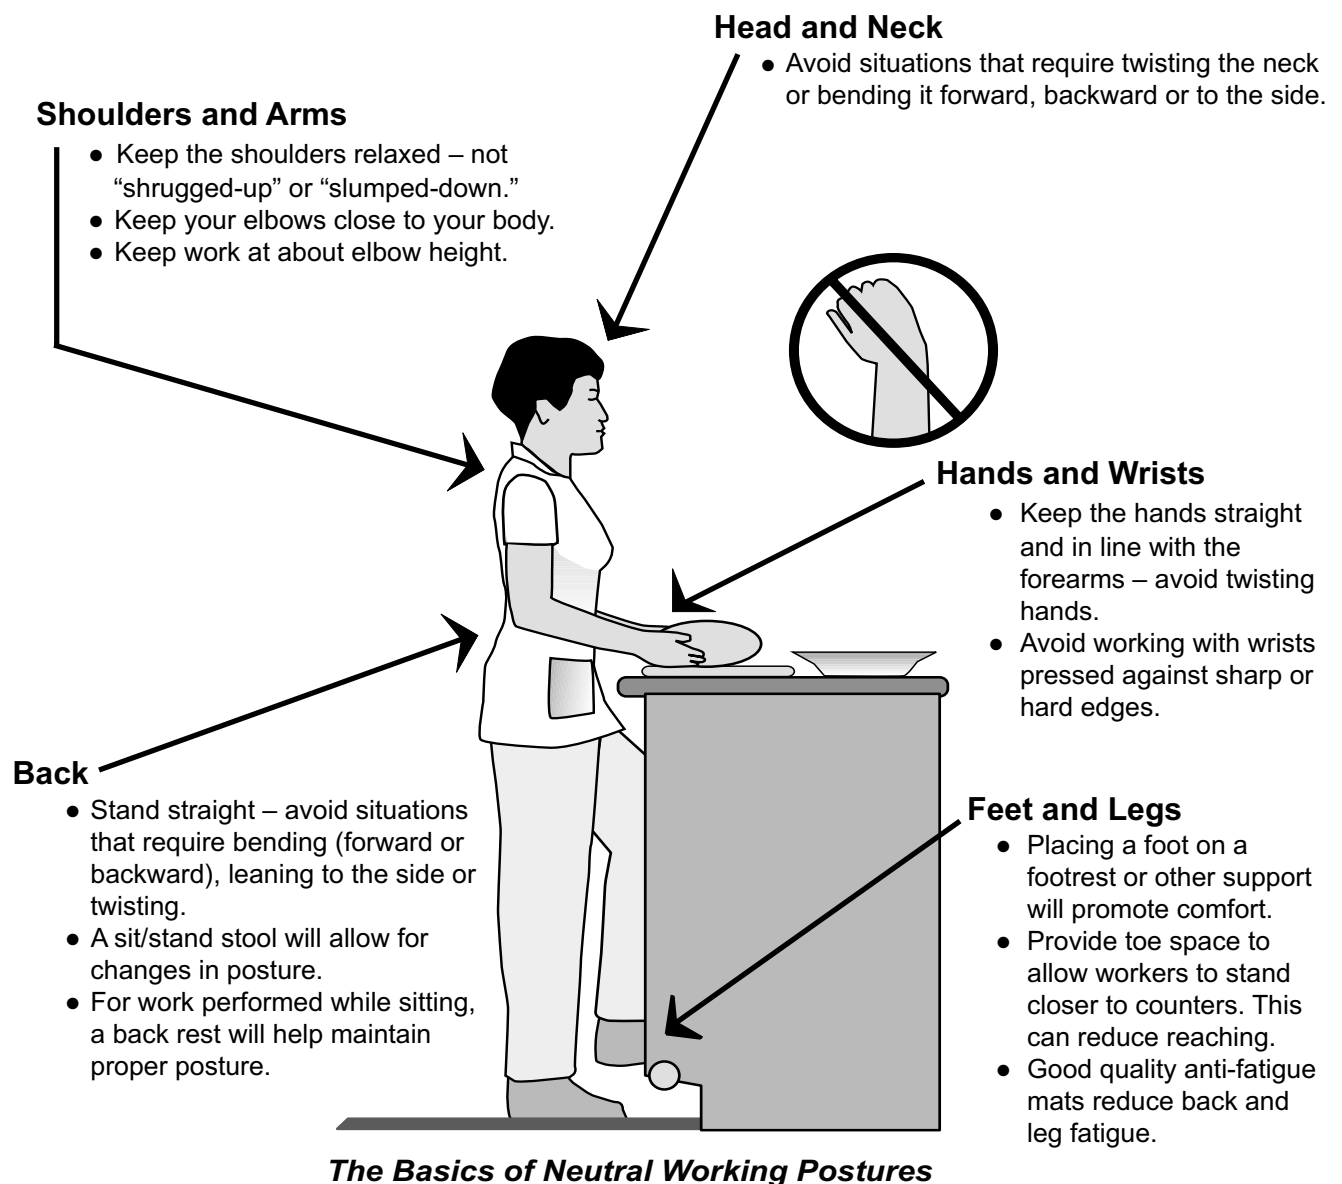 Head and Neck
● Avoid situations that require twisting the neck
or bending it forward, backward or to the side.
Shoulders and Arms
● Keep the shoulders relaxed – not
“shrugged-up” or “slumped-down.”
● Keep your elbows close to your body.
● Keep work at about elbow height.
Hands and Wrists
● Keep the hands straight
and in line with the
forearms – avoid twisting
hands.
● Avoid working with wrists
pressed against sharp or
hard edges.
Back
● Stand straight – avoid situations
that require bending (forward or
backward), leaning to the side or
twisting.
● A sit/stand stool will allow for
changes in posture.
● For work performed while sitting,
a back rest will help maintain
proper posture.
Feet and Legs
● Placing a foot on a
footrest or other support
will promote comfort.
● Provide toe space to
allow workers to stand
closer to counters. This
can reduce reaching.
● Good quality anti-fatigue
mats reduce back and
leg fatigue.
The Basics of Neutral Working Postures